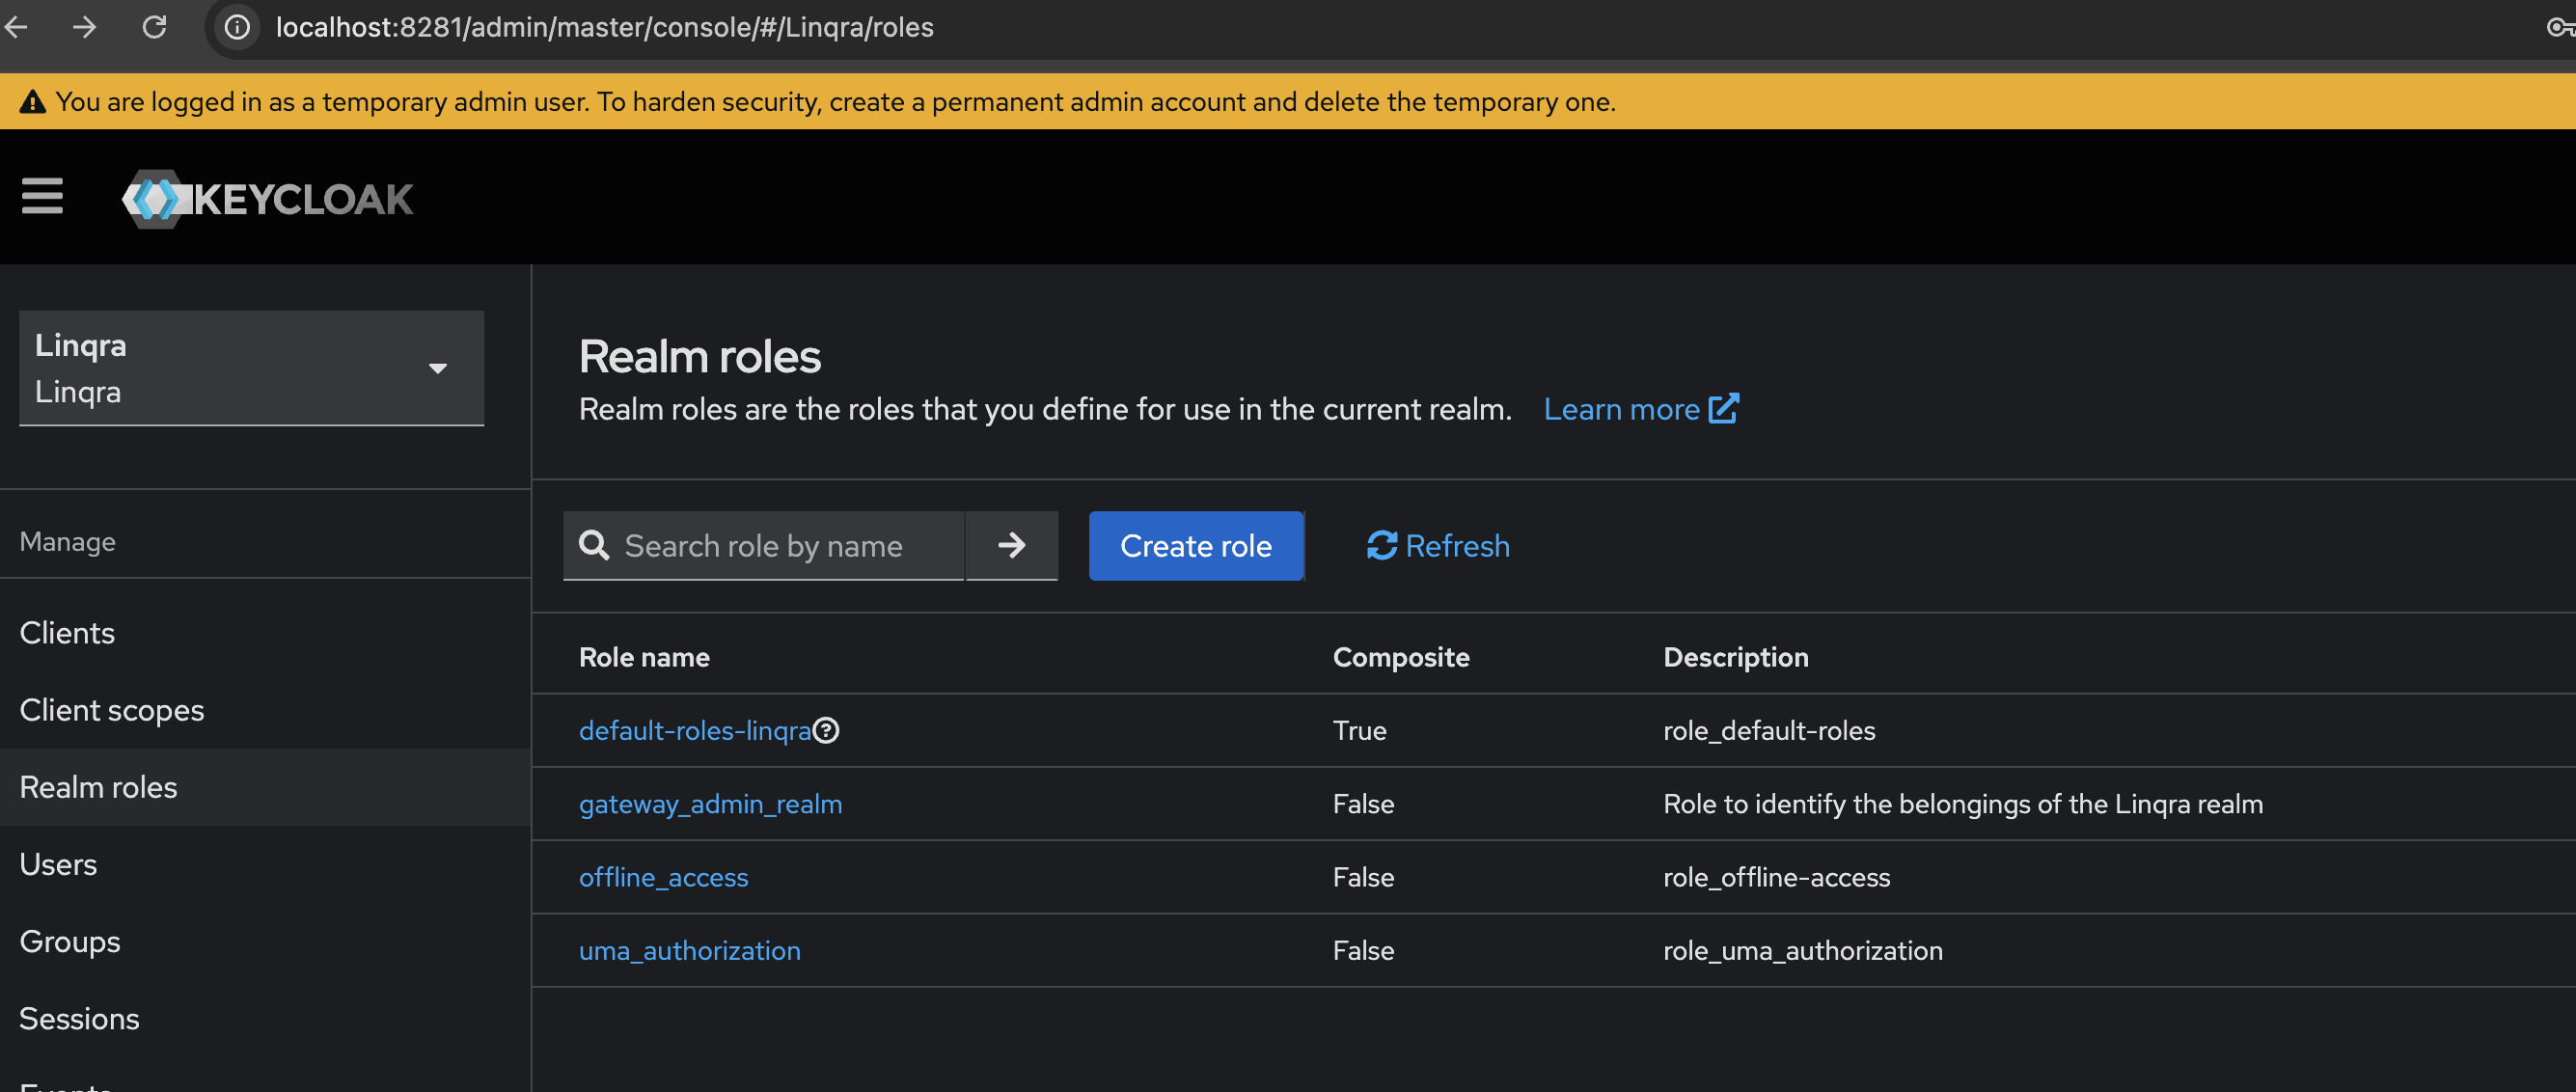 localhost:8281/admin/master/console/#/Linqra/roles
You are logged in as a temporary admin user. To harden security, create a permanent admin account and delete the temporary one.
KEYCLOAK
Linqra
Linqra
Manage
Clients
Client scopes
Realm roles
Users
Groups
Sessions
Realm roles
Realm roles are the roles that you define for use in the current realm. Learn more
Search role by name Create role Refresh
Role name Composite Description
default-roles-linqra True role_default-roles
gateway_admin_realm False Role to identify the belongings of the Linqra realm
offline_access False role_offline-access
uma_authorization False role_uma_authorization